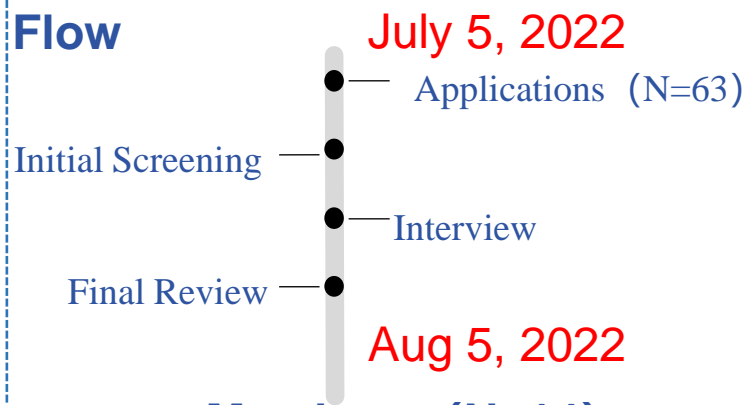 Flow
July 5, 2022
Applications (N=63)
Initial Screening
Interview
Final Review
Aug 5, 2022